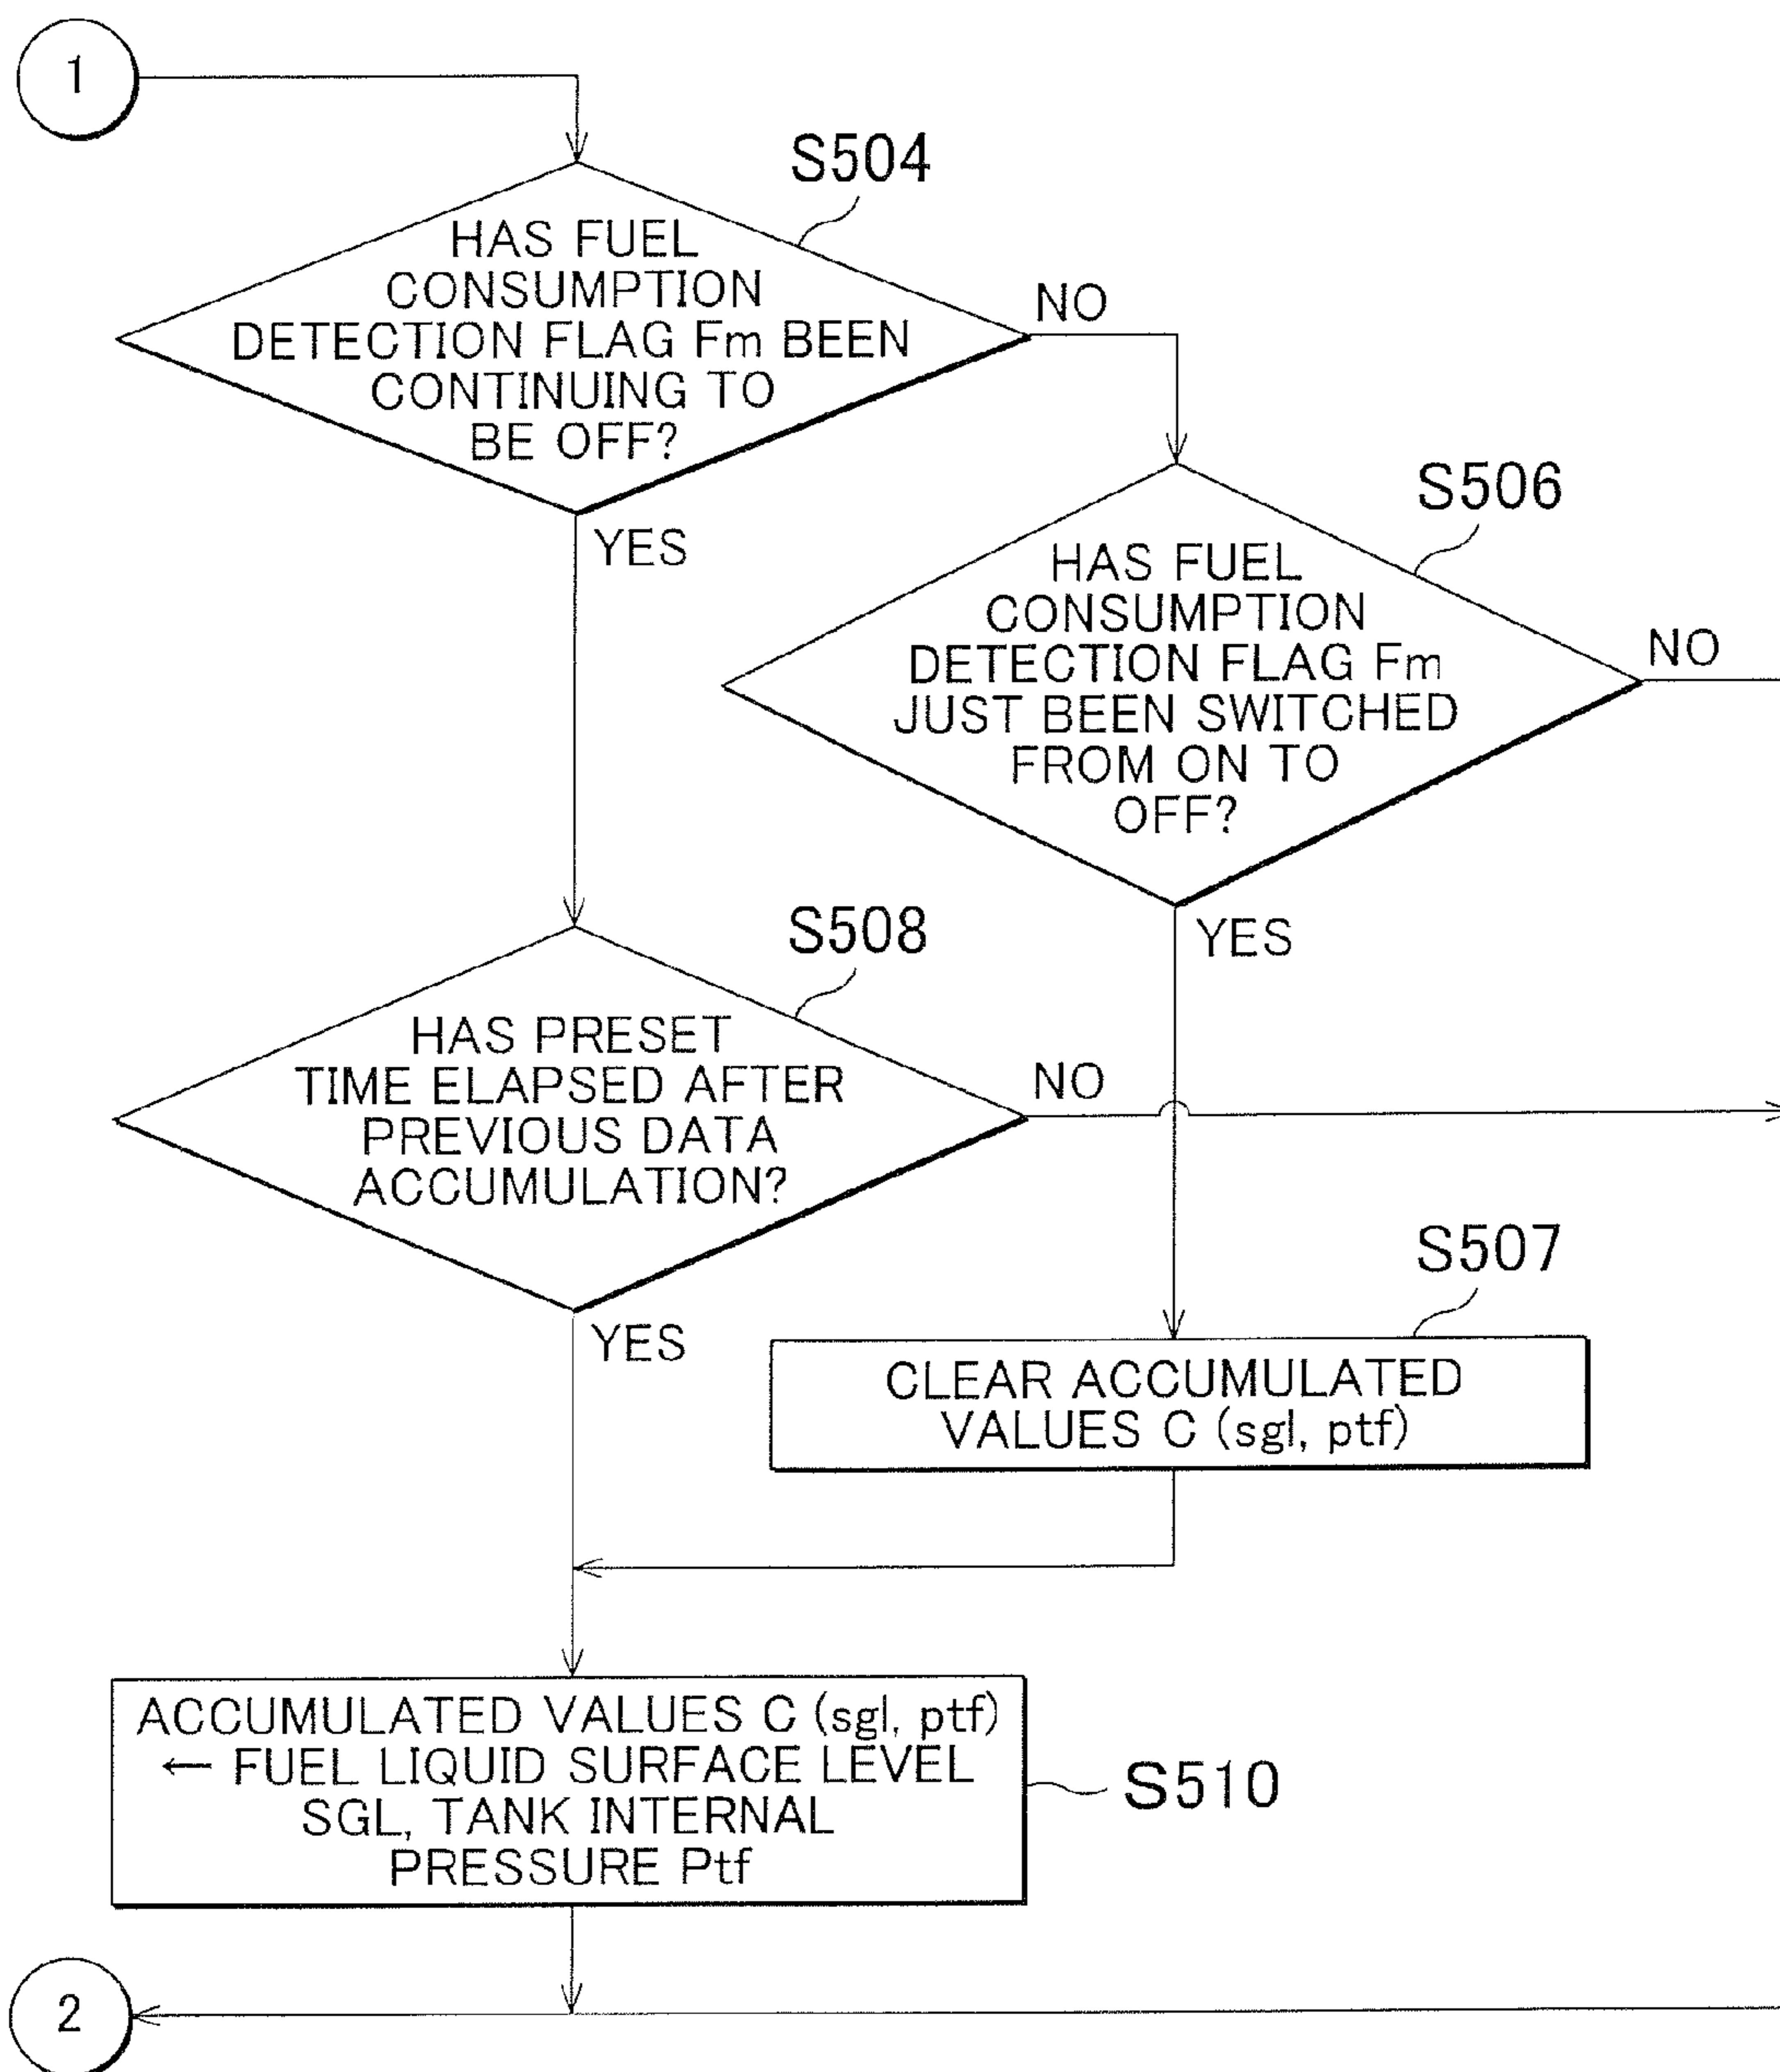 1
S504
HAS FUEL
CONSUMPTION
DETECTION FLAG Fm BEEN
CONTINUING TO
BE OFF?
NO
YES
S506
HAS FUEL
CONSUMPTION
DETECTION FLAG Fm
JUST BEEN SWITCHED
FROM ON TO
OFF?
NO
YES
S508
HAS PRESET
TIME ELAPSED AFTER
PREVIOUS DATA
ACCUMULATION?
NO
YES
S507
CLEAR ACCUMULATED
VALUES C (sgl, ptf)
ACCUMULATED VALUES C (sgl, ptf)
← FUEL LIQUID SURFACE LEVEL
SGL, TANK INTERNAL
PRESSURE Ptf
S510
2